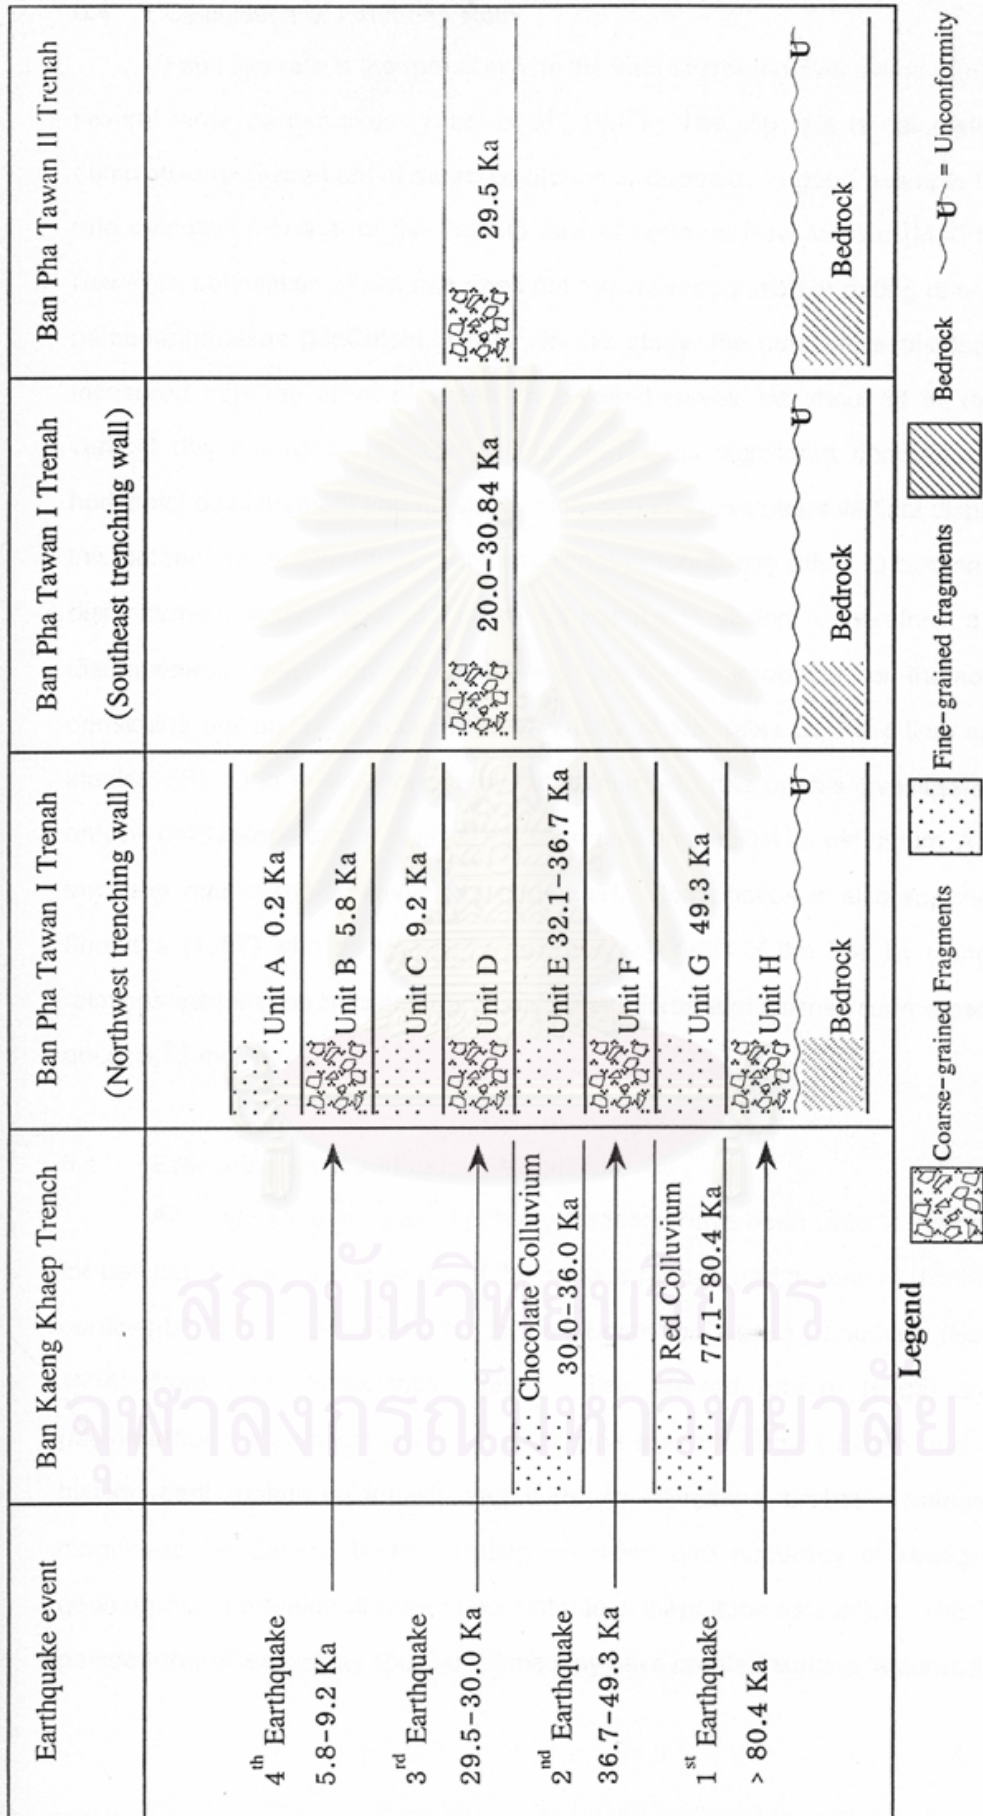 Earthquake event
Ban Kaeng Khaep Trench
Ban Pha Tawan I Trenah
(Northwest trenching wall)
Ban Pha Tawan I Trenah
(Southeast trenching wall)
Ban Pha Tawan II Trenah
4th Earthquake
5.8-9.2 Ka
3rd Earthquake
29.5-30.0 Ka
2nd Earthquake
36.7-49.3 Ka
1st Earthquake
> 80.4 Ka
Chocolate Colluvium
30.0-36.0 Ka
Red Colluvium
77.1-80.4 Ka
Unit A 0.2 Ka
Unit B 5.8 Ka
Unit C 9.2 Ka
Unit D
Unit E 32.1-36.7 Ka
Unit F
Unit G 49.3 Ka
Unit H
U
Bedrock
20.0-30.84 Ka
U
Bedrock
29.5 Ka
U
Bedrock
Legend
Coarse-grained Fragments
Fine-grained fragments
Bedrock
U = Unconformity
สถาบันวิทยบริการ
จุฬาลงกรณ์มหาวิทยาลัย